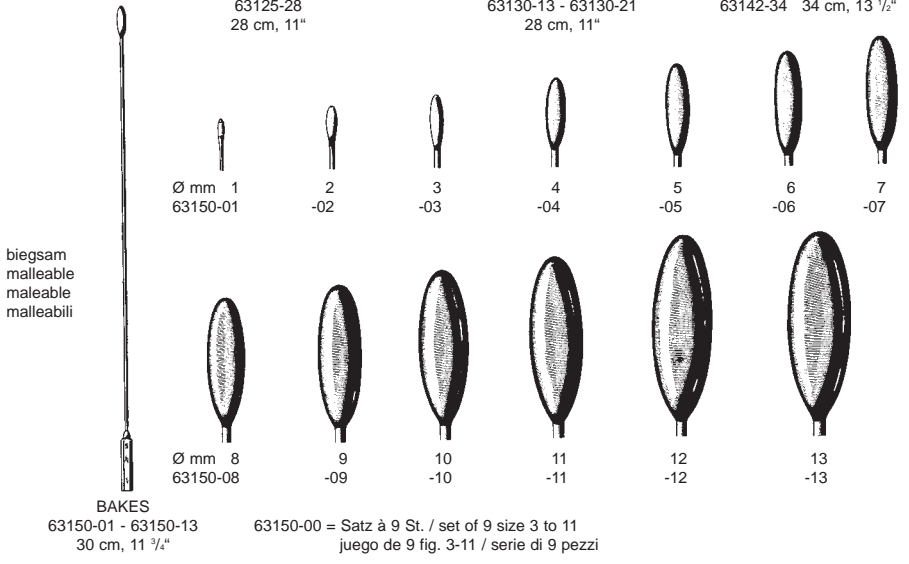 63125-28
28 cm, 11“
63130-13 - 63130-21
28 cm, 11“
63142-34 34 cm, 13 1/2“
Ø mm 1 2 3 4 5 6 7
63150-01 -02 -03 -04 -05 -06 -07
biegsam
malleable
maleable
malleabili
Ø mm 8 9 10 11 12 13
63150-08 -09 -10 -11 -12 -13
BAKES
63150-01 - 63150-13
30 cm, 11 3/4“
63150-00 = Satz à 9 St. / set of 9 size 3 to 11
juego de 9 fig. 3-11 / serie di 9 pezzi